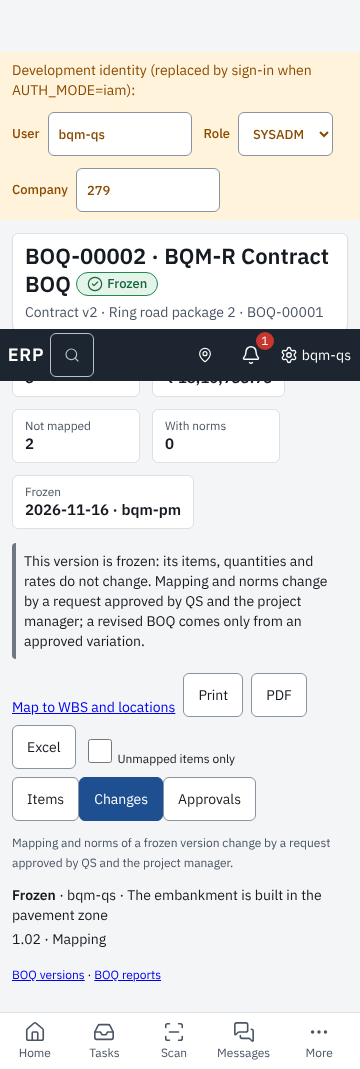 Development identity (replaced by sign-in when
AUTH_MODE=iam):
User bqm-qs Role SYSADM
Company 279
BOQ-00002 · BQM-R Contract
BOQ Frozen
Contract v2 · Ring road package 2 · BOQ-00001
ERP 1 bqm-qs
Not mapped With norms
2 0
Frozen
2026-11-16 · bqm-pm
This version is frozen: its items, quantities and
rates do not change. Mapping and norms change
by a request approved by QS and the project
manager; a revised BOQ comes only from an
approved variation.
Map to WBS and locations Print PDF
Excel Unmapped items only
Items Changes Approvals
Mapping and norms of a frozen version change by a request
approved by QS and the project manager.
Frozen · bqm-qs · The embankment is built in the
pavement zone
1.02 · Mapping
BOQ versions · BOQ reports
Home Tasks Scan Messages More